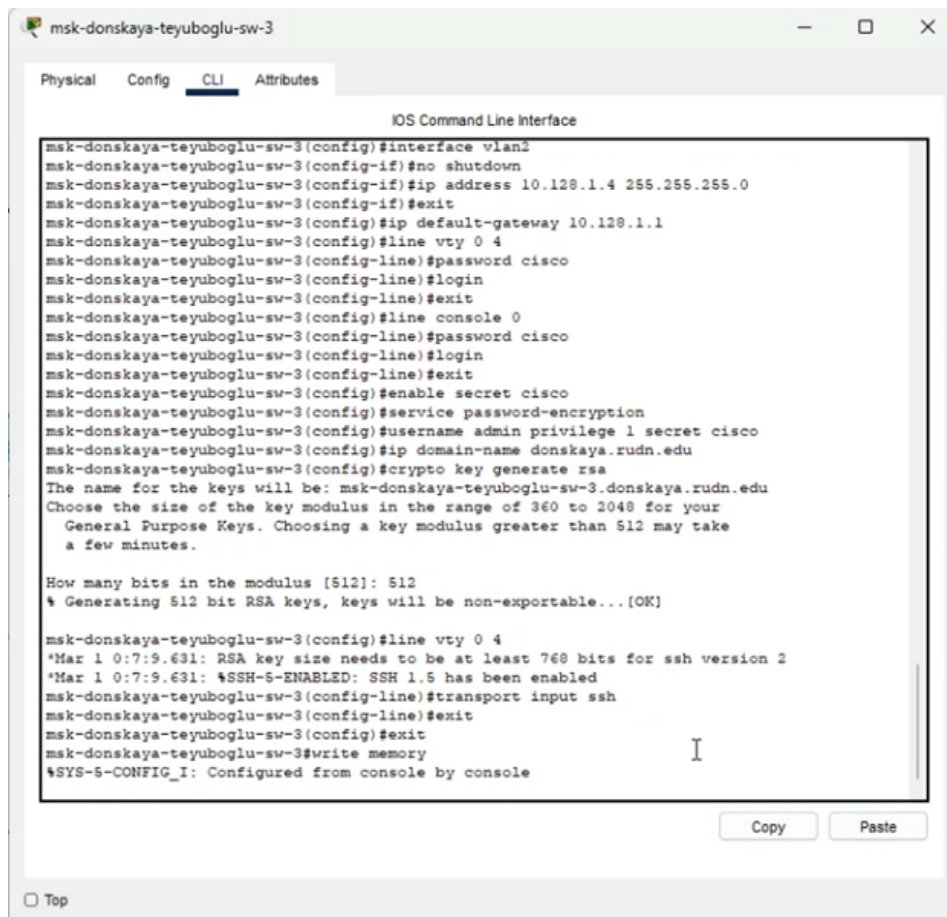 msk-donskaya-teyuboglu-sw-3
Physical Config CLI Attributes
IOS Command Line Interface
msk-donskaya-teyuboglu-sw-3(config)#interface vlan2
msk-donskaya-teyuboglu-sw-3(config-if)#no shutdown
msk-donskaya-teyuboglu-sw-3(config-if)#ip address 10.128.1.4 255.255.255.0
msk-donskaya-teyuboglu-sw-3(config-if)#exit
msk-donskaya-teyuboglu-sw-3(config)#ip default-gateway 10.128.1.1
msk-donskaya-teyuboglu-sw-3(config)#line vty 0 4
msk-donskaya-teyuboglu-sw-3(config-line)#password cisco
msk-donskaya-teyuboglu-sw-3(config-line)#login
msk-donskaya-teyuboglu-sw-3(config-line)#exit
msk-donskaya-teyuboglu-sw-3(config)#line console 0
msk-donskaya-teyuboglu-sw-3(config-line)#password cisco
msk-donskaya-teyuboglu-sw-3(config-line)#login
msk-donskaya-teyuboglu-sw-3(config-line)#exit
msk-donskaya-teyuboglu-sw-3(config)#enable secret cisco
msk-donskaya-teyuboglu-sw-3(config)#service password-encryption
msk-donskaya-teyuboglu-sw-3(config)#username admin privilege 1 secret cisco
msk-donskaya-teyuboglu-sw-3(config)#ip domain-name donskaya.rudn.edu
msk-donskaya-teyuboglu-sw-3(config)#crypto key generate rsa
The name for the keys will be: msk-donskaya-teyuboglu-sw-3.donskaya.rudn.edu
Choose the size of the key modulus in the range of 360 to 2048 for your
General Purpose Keys. Choosing a key modulus greater than 512 may take
a few minutes.
How many bits in the modulus [512]: 512
% Generating 512 bit RSA keys, keys will be non-exportable...[OK]
msk-donskaya-teyuboglu-sw-3(config)#line vty 0 4
*Mar 1 0:7:9.631: RSA key size needs to be at least 768 bits for ssh version 2
*Mar 1 0:7:9.631: %SSH-5-ENABLED: SSH 1.5 has been enabled
msk-donskaya-teyuboglu-sw-3(config-line)#transport input ssh
msk-donskaya-teyuboglu-sw-3(config-line)#exit
msk-donskaya-teyuboglu-sw-3(config)#exit
msk-donskaya-teyuboglu-sw-3#write memory
%SYS-5-CONFIG_I: Configured from console by console
Copy Paste
Top